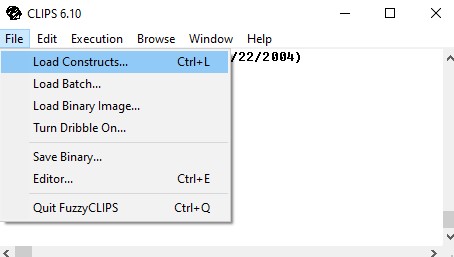 CLIPS 6.10
File Edit Execution Browse Window Help
/22/2004)
Load Constructs... Ctrl+L
Load Batch...
Load Binary Image...
Turn Dribble On...
Save Binary...
Editor... Ctrl+E
Quit FuzzyCLIPS Ctrl+Q